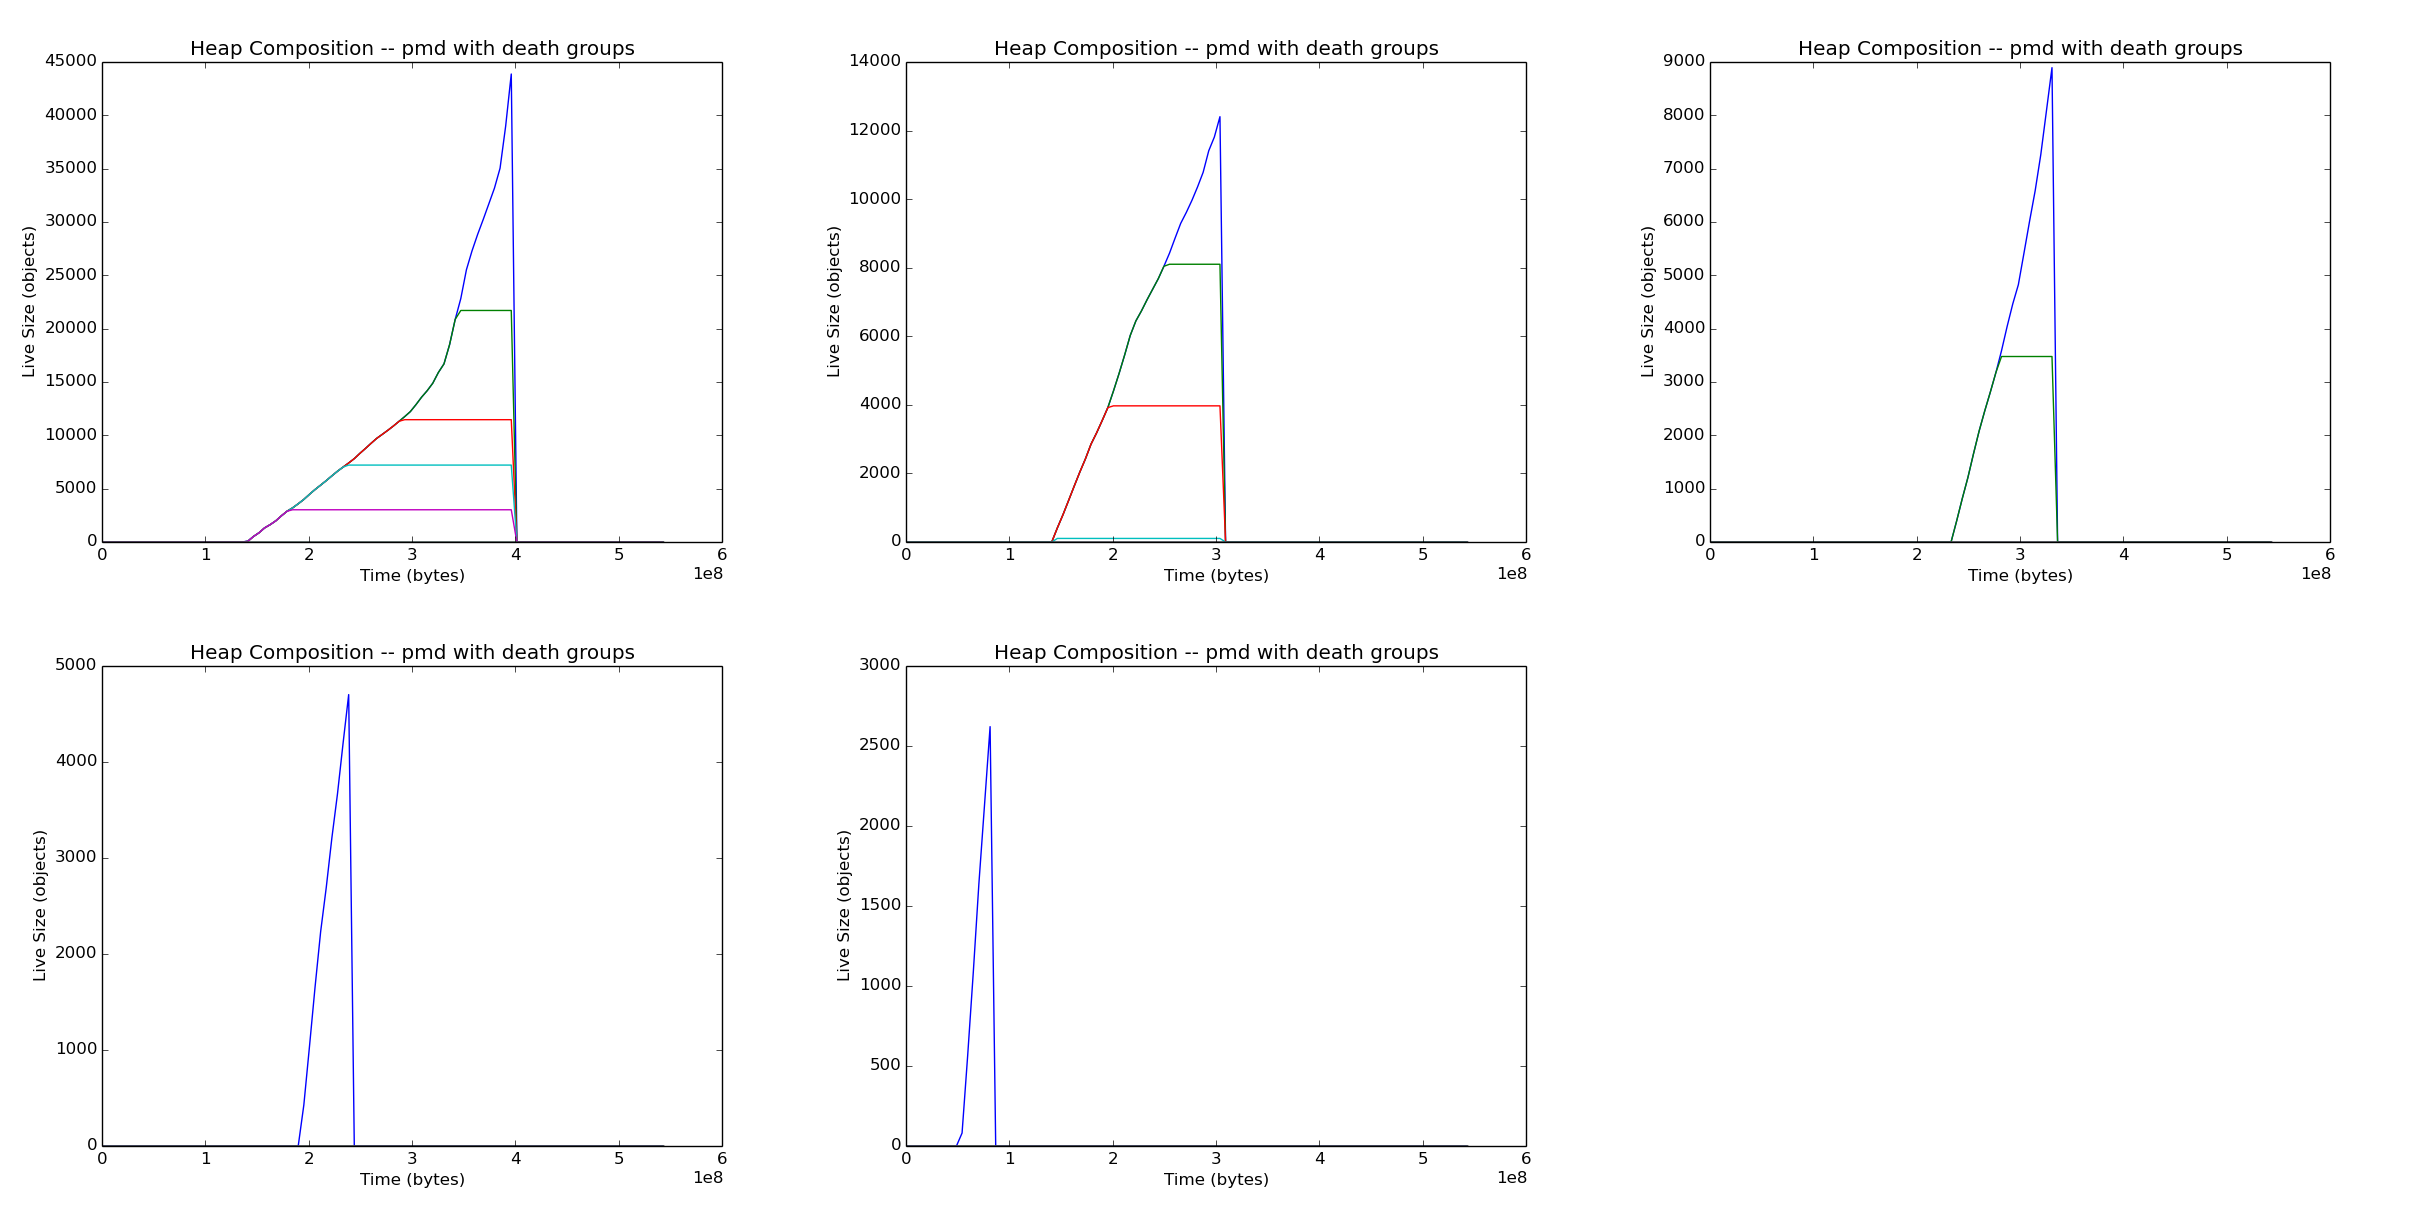 Heap Composition -- pmd with death groups
45000
40000
35000
30000
25000
20000
15000
10000
5000
0
Live Size (objects)
0 1 2 3 4 5 6
1e8
Time (bytes)
Heap Composition -- pmd with death groups
14000
12000
10000
8000
6000
4000
2000
0
Live Size (objects)
0 1 2 3 4 5 6
1e8
Time (bytes)
Heap Composition -- pmd with death groups
9000
8000
7000
6000
5000
4000
3000
2000
1000
0
Live Size (objects)
0 1 2 3 4 5 6
1e8
Time (bytes)
Heap Composition -- pmd with death groups
5000
4000
3000
2000
1000
0
Live Size (objects)
0 1 2 3 4 5 6
1e8
Time (bytes)
Heap Composition -- pmd with death groups
3000
2500
2000
1500
1000
500
0
Live Size (objects)
0 1 2 3 4 5 6
1e8
Time (bytes)